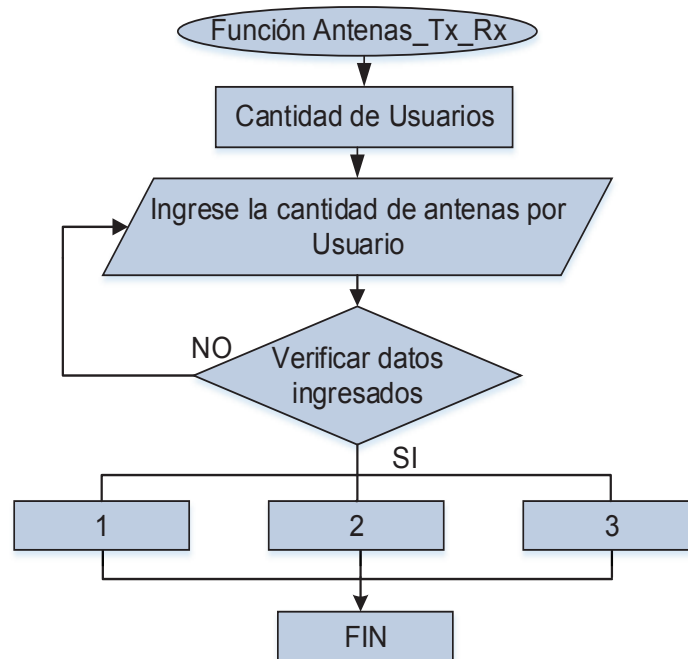 Función Antenas_Tx_Rx
Cantidad de Usuarios
Ingrese la cantidad de antenas por
Usuario
NO
Verificar datos
ingresados
SI
1
2
3
FIN